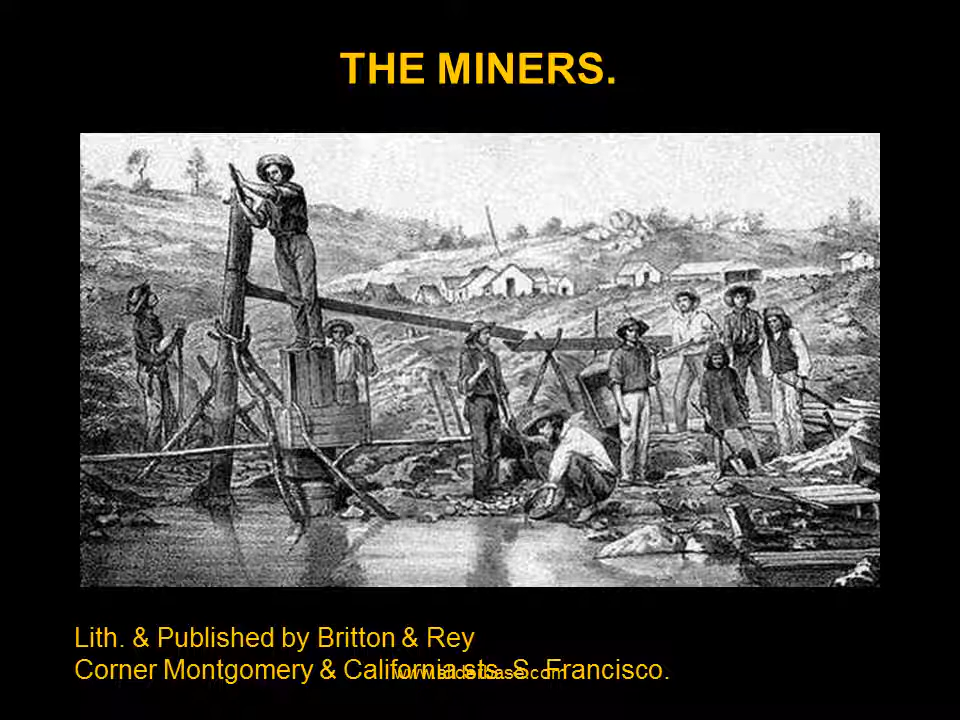 THE MINERS.
Lith. & Published by Britton & Rey
Corner Montgomery & California sts. S. Francisco.